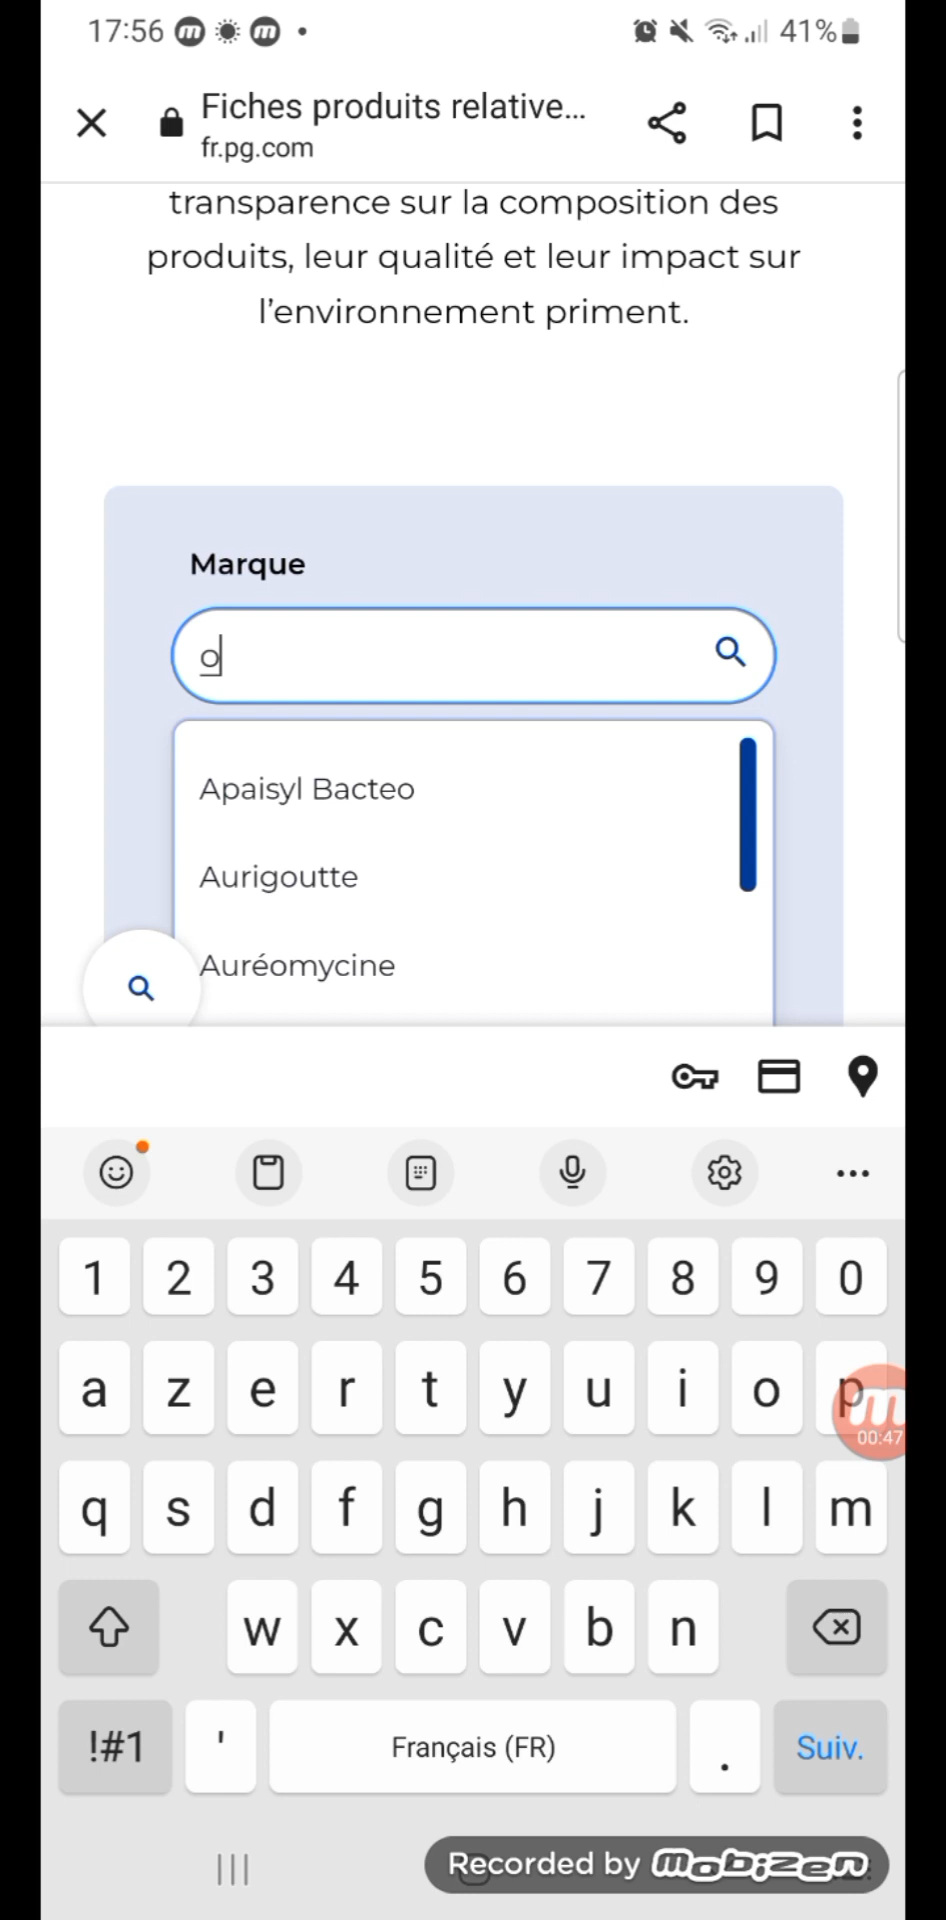 17:56 41%
Fiches produits relative...
fr.pg.com
transparence sur la composition des
produits, leur qualité et leur impact sur
l’environnement priment.
Marque
o
Apaisyl Bacteo
Aurigoutte
Auréomycine
1 2 3 4 5 6 7 8 9 0
a z e r t y u i o p
m
00:47
q s d f g h j k l m
w x c v b n
!#1 ' Français (FR) . Suiv.
Recorded by mobizen